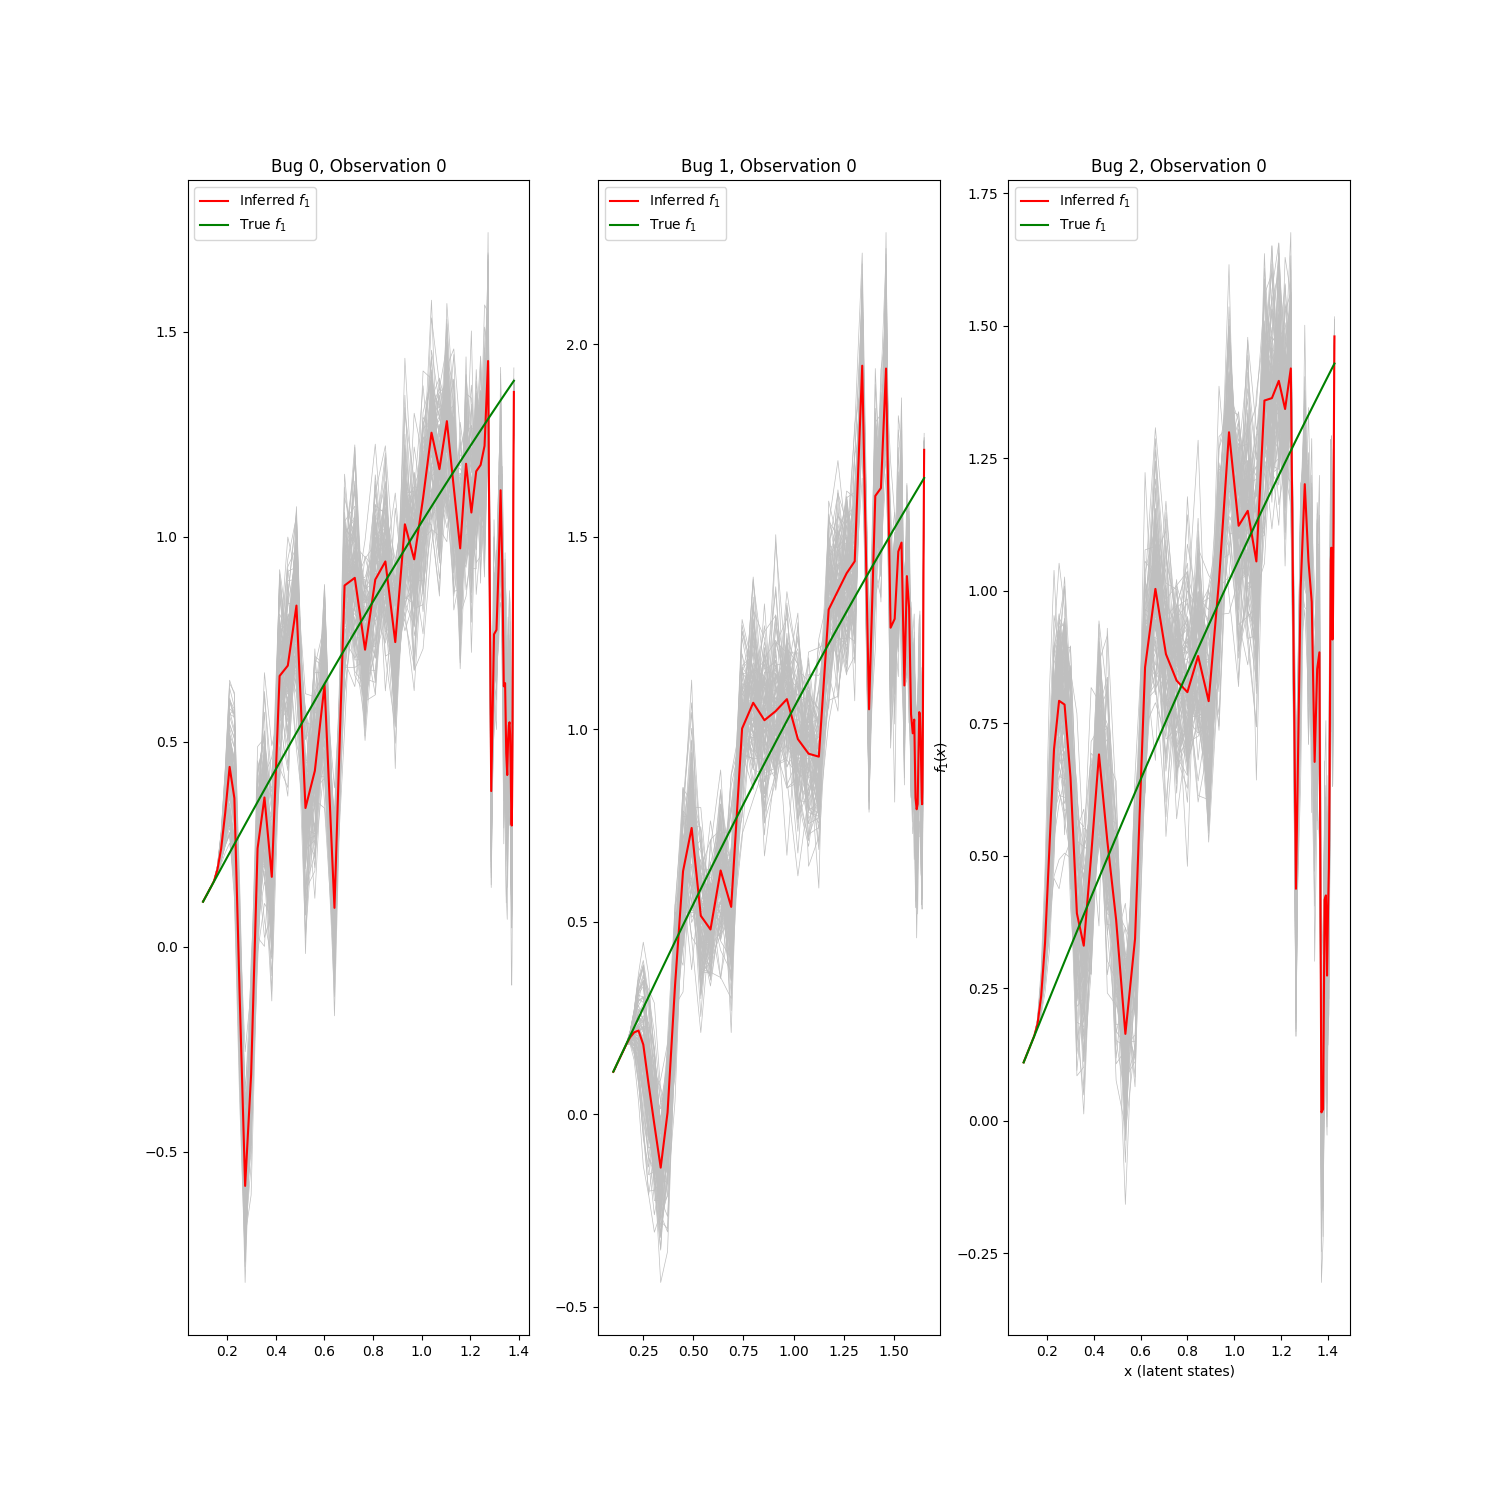 Bug 0, Observation 0
Inferred f₁
True f₁
1.5
1.0
0.5
0.0
−0.5
0.2 0.4 0.6 0.8 1.0 1.2 1.4
Bug 1, Observation 0
Inferred f₁
True f₁
2.0
1.5
1.0
0.5
0.0
−0.5
0.25 0.50 0.75 1.00 1.25 1.50
Bug 2, Observation 0
Inferred f₁
True f₁
f₁(x)
1.75
1.50
1.25
1.00
0.75
0.50
0.25
0.00
−0.25
0.2 0.4 0.6 0.8 1.0 1.2 1.4
x (latent states)